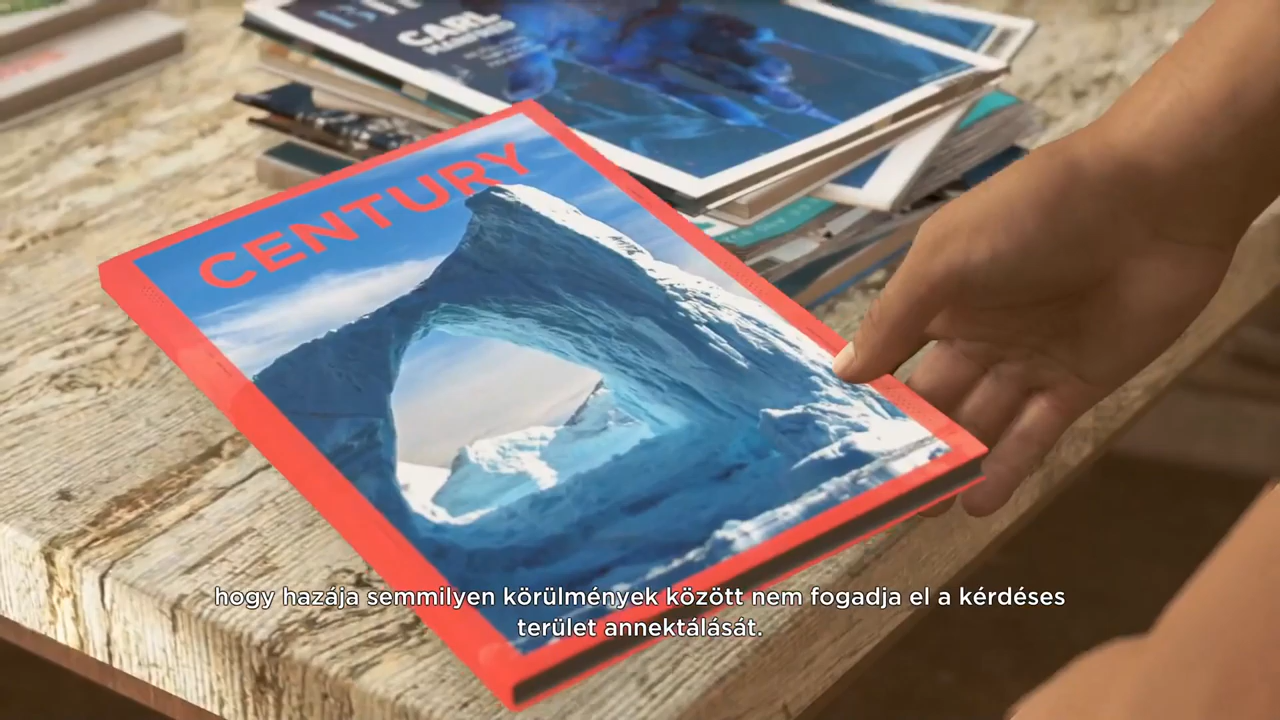 CARL
CENTURY
hogy hazája semmilyen körülmények között nem fogadja el a kérdéses
terület annektálását.